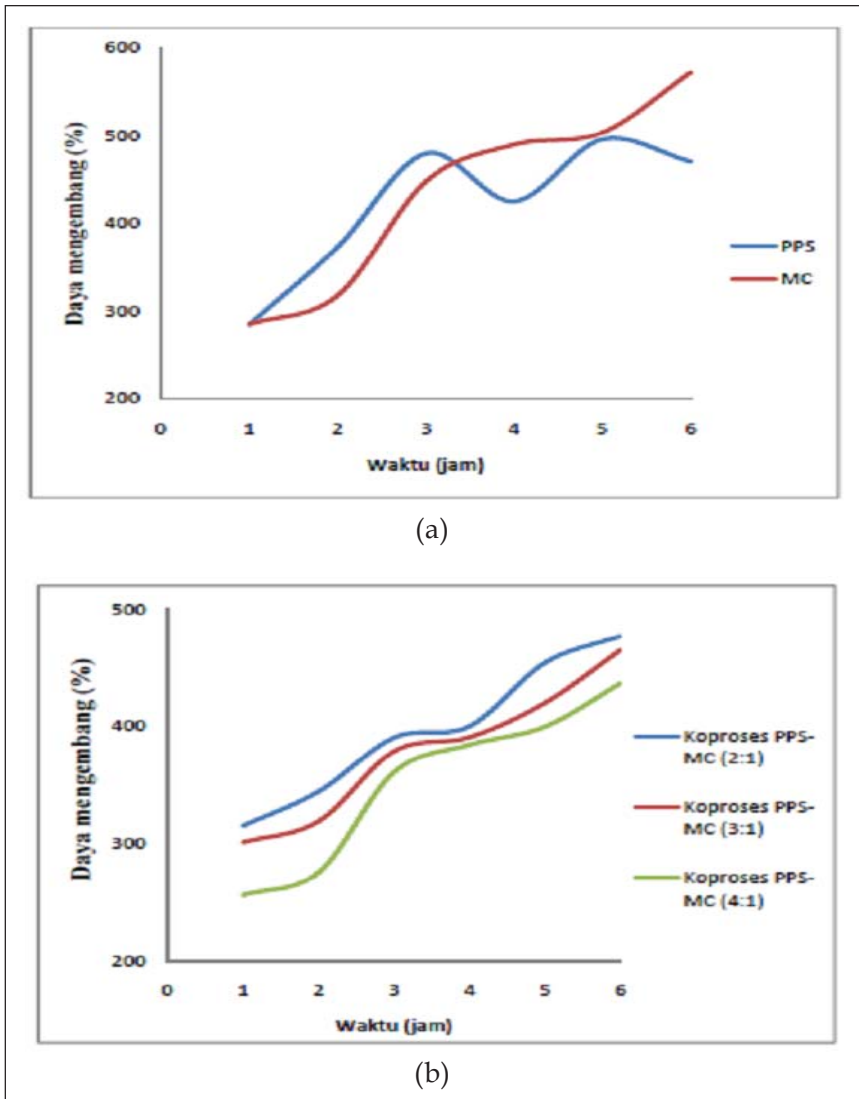 600
500
400
300
200
Daya mengembang (%)
0 1 2 3 4 5 6
Waktu (jam)
PPS
MC
(a)
500
400
300
200
Daya mengembang (%)
0 1 2 3 4 5 6
Waktu (jam)
Koproses PPS-
MC (2:1)
Koproses PPS-
MC (3:1)
Koproses PPS-
MC (4:1)
(b)